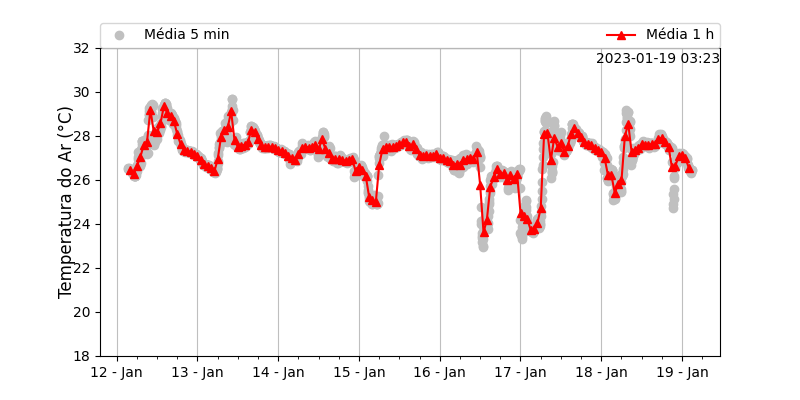 Média 5 min
Média 1 h
2023-01-19 03:23
Temperatura do Ar (°C)
32
30
28
26
24
22
20
18
12 - Jan
13 - Jan
14 - Jan
15 - Jan
16 - Jan
17 - Jan
18 - Jan
19 - Jan